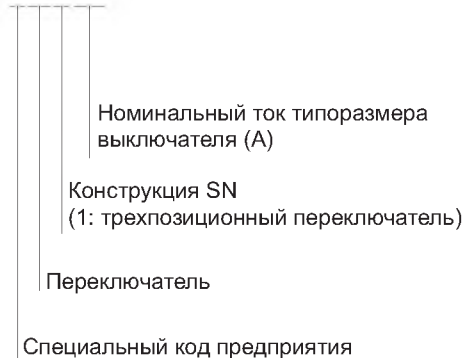 Номинальный ток типоразмера
выключателя (А)
Конструкция SN
(1: трехпозиционный переключатель)
Переключатель
Специальный код предприятия